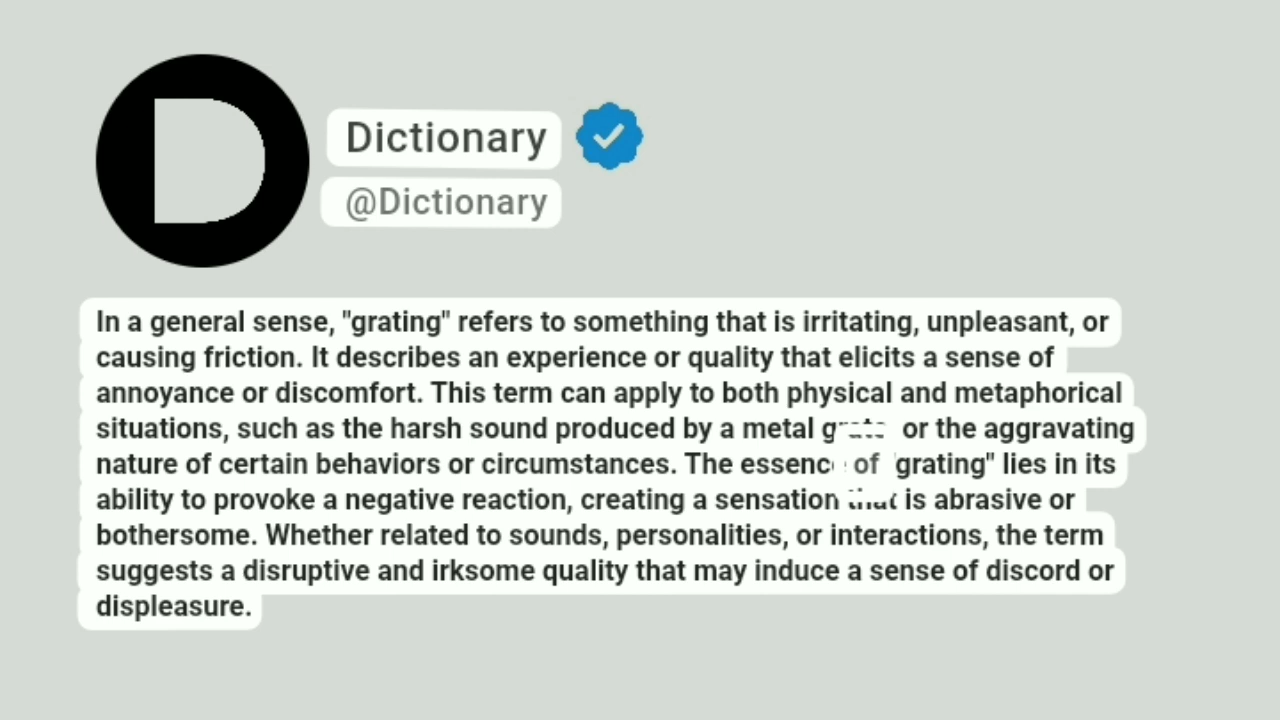 D
Dictionary
@Dictionary
In a general sense, "grating" refers to something that is irritating, unpleasant, or
causing friction. It describes an experience or quality that elicits a sense of
annoyance or discomfort. This term can apply to both physical and metaphorical
situations, such as the harsh sound produced by a metal or the aggravating
nature of certain behaviors or circumstances. The essence of "grating" lies in its
ability to provoke a negative reaction, creating a sensation that is abrasive or
bothersome. Whether related to sounds, personalities, or interactions, the term
suggests a disruptive and irksome quality that may induce a sense of discord or
displeasure.